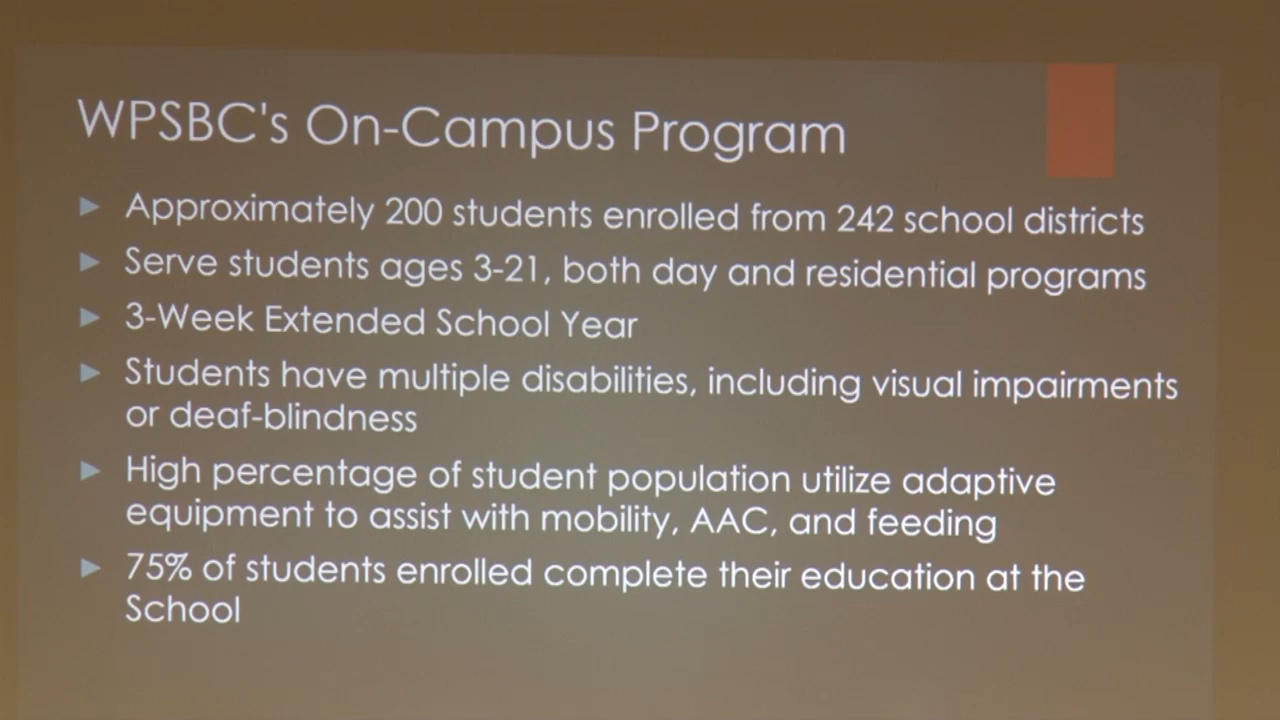 WPSBC's On-Campus Program
Approximately 200 students enrolled from 242 school districts
Serve students ages 3-21, both day and residential programs
3-Week Extended School Year
Students have multiple disabilities, including visual impairments
or deaf-blindness
High percentage of student population utilize adaptive
equipment to assist with mobility, AAC, and feeding
75% of students enrolled complete their education at the
School